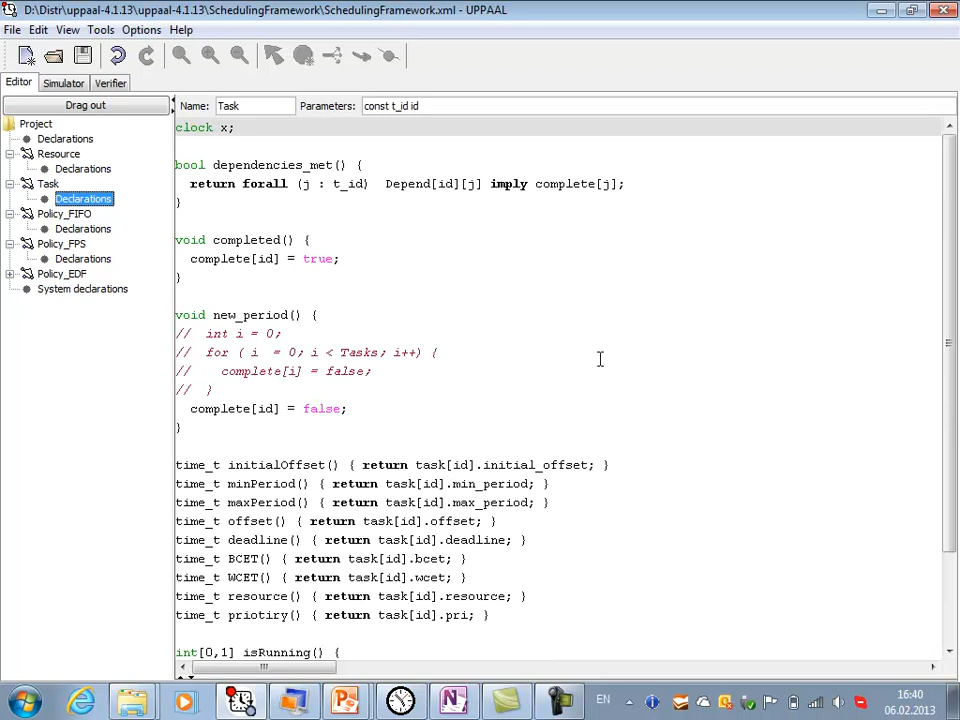 D:\Distr\uppaal-4.1.13\uppaal-4.1.13\SchedulingFramework\SchedulingFramework.xml - UPPAAL
File Edit View Tools Options Help
Editor Simulator Verifier
Drag out
Name: Task Parameters: const t_id id
Project
Declarations
Resource
Declarations
Task
Declarations
Policy_FIFO
Declarations
Policy_FPS
Declarations
Policy_EDF
System declarations
clock x;
bool dependencies_met() {
return forall (j : t_id) Depend[id][j] imply complete[j];
}
void completed() {
complete[id] = true;
}
void new_period() {
// int i = 0;
// for ( i = 0; i < Tasks; i++) {
// complete[i] = false;
// }
complete[id] = false;
}
time_t initialOffset() { return task[id].initial_offset; }
time_t minPeriod() { return task[id].min_period; }
time_t maxPeriod() { return task[id].max_period; }
time_t offset() { return task[id].offset; }
time_t deadline() { return task[id].deadline; }
time_t BCET() { return task[id].bcet; }
time_t WCET() { return task[id].wcet; }
time_t resource() { return task[id].resource; }
time_t priotiry() { return task[id].pri; }
int[0,1] isRunning() {
EN
16:40
06.02.2013